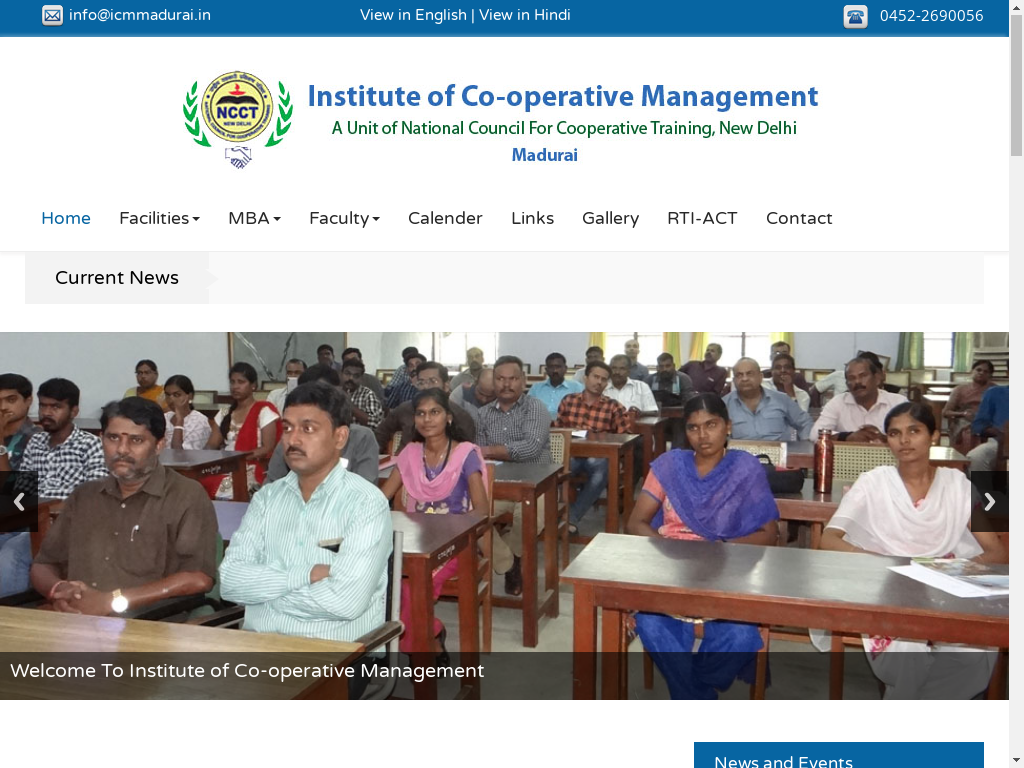 info@icmmadurai.in
View in English | View in Hindi
0452-2690056
NCCT
NEW DELHI
Institute of Co-operative Management
A Unit of National Council For Cooperative Training, New Delhi
Madurai
Home Facilities MBA Faculty Calender Links Gallery RTI-ACT Contact
Current News
Welcome To Institute of Co-operative Management
News and Events